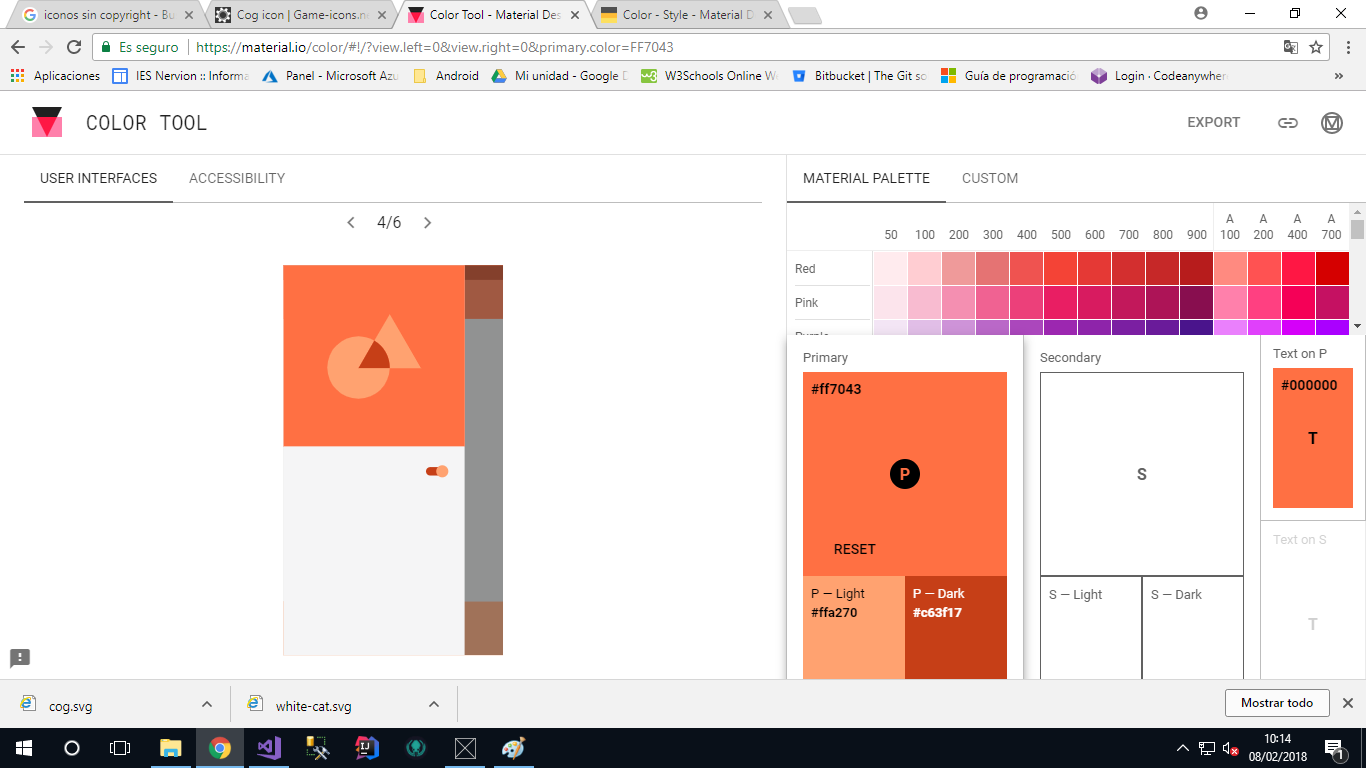 iconos sin copyright - Bu
Cog icon | Game-icons.ne
Color Tool - Material Des
Color - Style - Material D
Es seguro
https://material.io/color/#!/?view.left=0&view.right=0&primary.color=FF7043
Aplicaciones
IES Nervion :: Informa
Panel - Microsoft Azu
Android
Mi unidad - Google D
W3Schools Online We
Bitbucket | The Git so
Guía de programació
Login · Codeanywher
»
COLOR TOOL
EXPORT
USER INTERFACES
ACCESSIBILITY
MATERIAL PALETTE
CUSTOM
4/6
50 100 200 300 400 500 600 700 800 900 A 100 A 200 A 400 A 700
Red
Pink
Purple
Primary
#ff7043
P
RESET
P — Light
#ffa270
P — Dark
#c63f17
Secondary
S
S — Light
S — Dark
Text on P
#000000
T
Text on S
T
cog.svg
white-cat.svg
Mostrar todo
10:14
08/02/2018
1